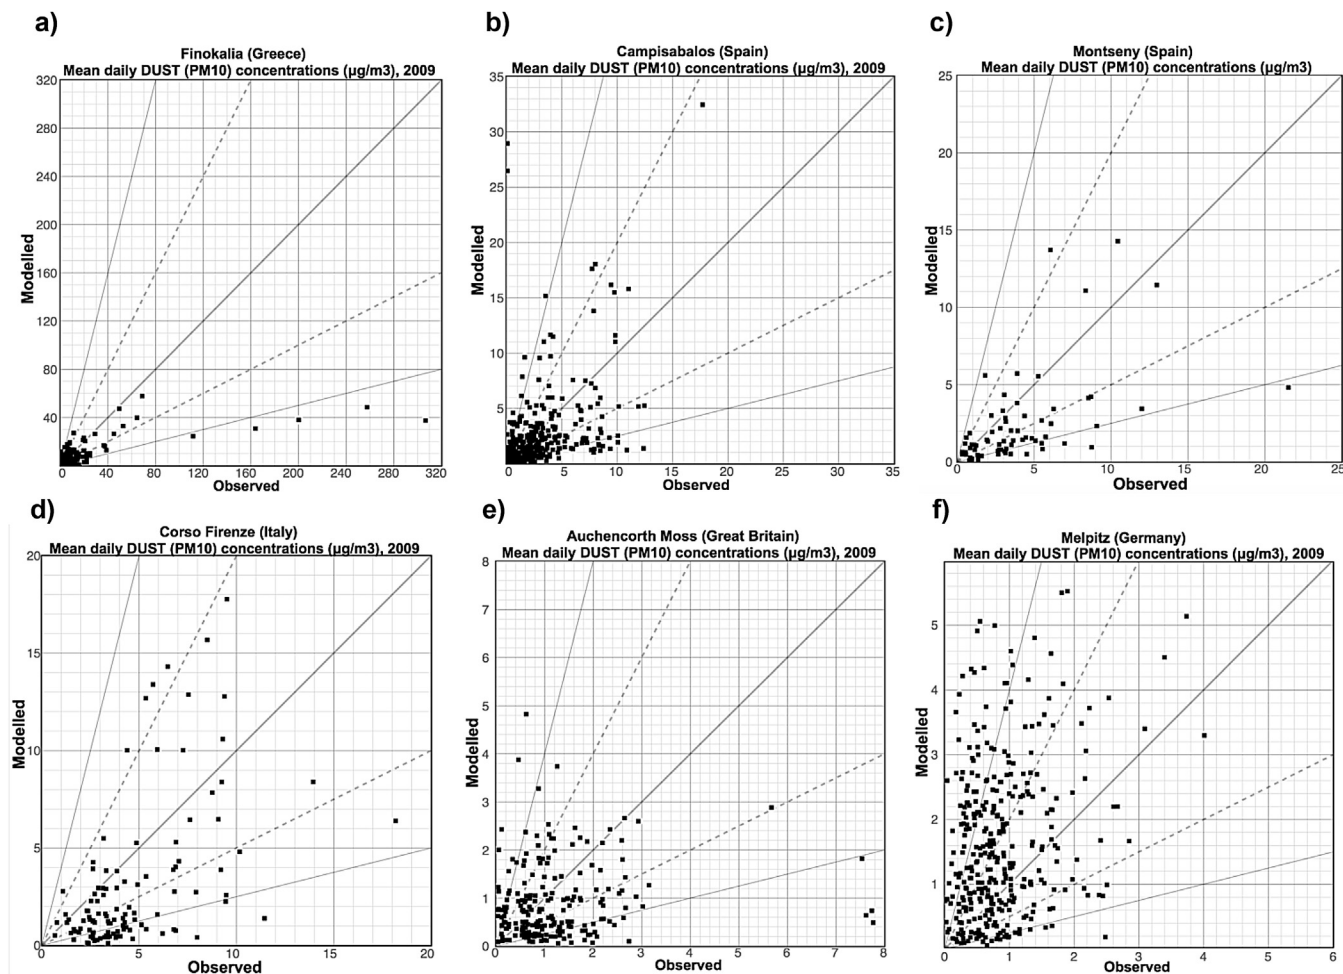 a)
Finokalia (Greece)
Mean daily DUST (PM10) concentrations (µg/m3), 2009
320
280
240
200
160
120
80
40
0 40 80 120 160 200 240 280 320
Modelled
Observed
b)
Campisabalos (Spain)
Mean daily DUST (PM10) concentrations (µg/m3), 2009
35
30
25
20
15
10
5
0 5 10 15 20 25 30 35
Modelled
Observed
c)
Montseny (Spain)
Mean daily DUST (PM10) concentrations (µg/m3)
25
20
15
10
5
0
0 5 10 15 20 25
Modelled
Observed
d)
Corso Firenze (Italy)
Mean daily DUST (PM10) concentrations (µg/m3), 2009
20
15
10
5
0
0 5 10 15 20
Modelled
Observed
e)
Auchencorth Moss (Great Britain)
Mean daily DUST (PM10) concentrations (µg/m3), 2009
8
7
6
5
4
3
2
1
0
0 1 2 3 4 5 6 7 8
Modelled
Observed
f)
Melpitz (Germany)
Mean daily DUST (PM10) concentrations (µg/m3), 2009
5
4
3
2
1
0 1 2 3 4 5 6
Modelled
Observed